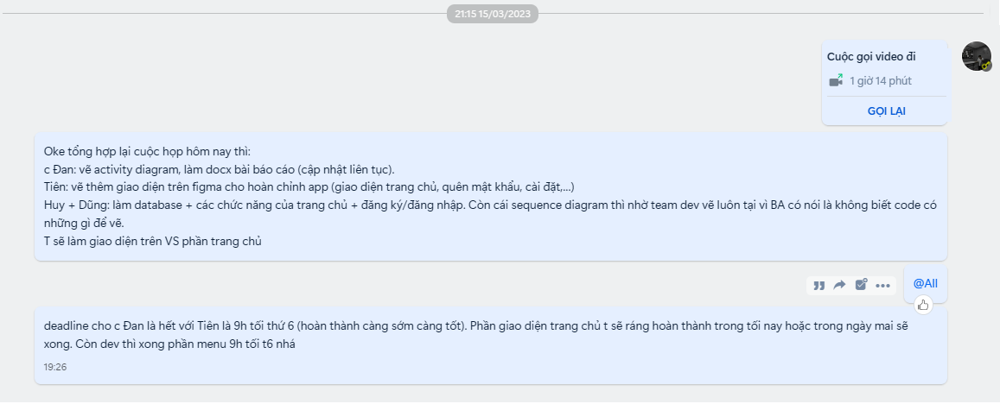 21:15 15/03/2023
Cuộc gọi video đi
1 giờ 14 phút
GỌI LẠI
Oke tổng hợp lại cuộc họp hôm nay thì:
c Đan: vẽ activity diagram, làm docx bài báo cáo (cập nhật liên tục).
Tiên: vẽ thêm giao diện trên figma cho hoàn chỉnh app (giao diện trang chủ, quên mật khẩu, cài đặt,...)
Huy + Dũng: làm database + các chức năng của trang chủ + đăng ký/đăng nhập. Còn cái sequence diagram thì nhờ team dev vẽ luôn tại vì BA có nói là không biết code có
những gì để vẽ.
T sẽ làm giao diện trên VS phần trang chủ
@All
deadline cho c Đan là hết với Tiên là 9h tối thứ 6 (hoàn thành càng sớm càng tốt). Phần giao diện trang chủ t sẽ ráng hoàn thành trong tối nay hoặc trong ngày mai sẽ
xong. Còn dev thì xong phần menu 9h tối t6 nhá
19:26